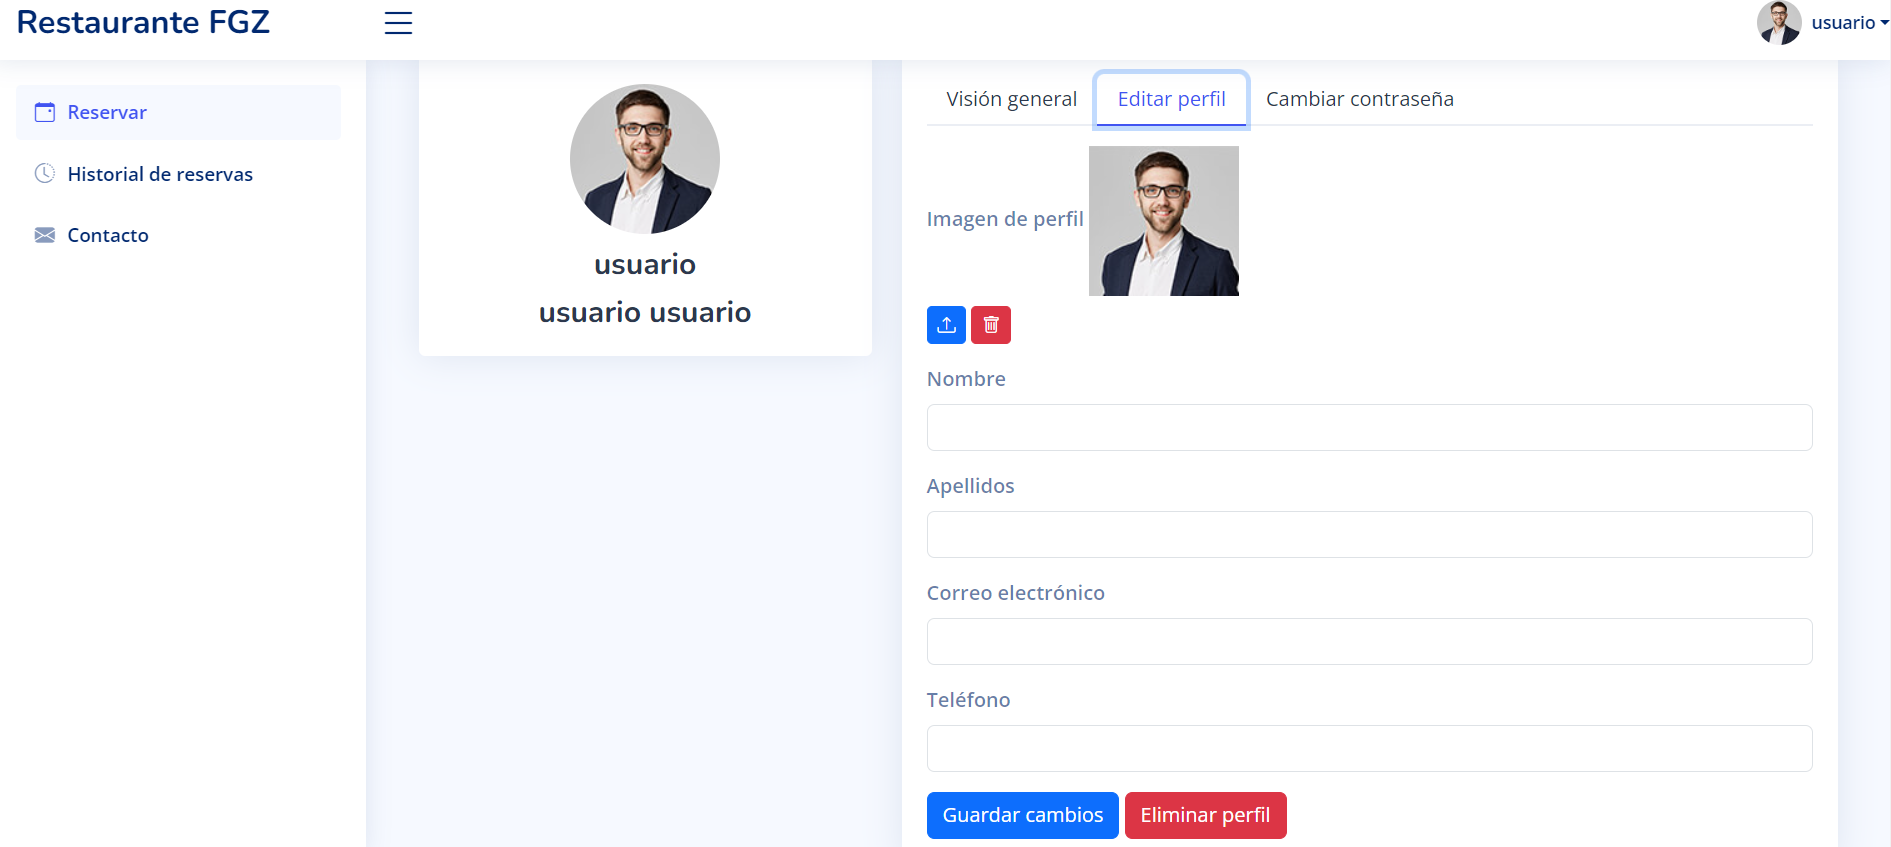 Restaurante FGZ
usuario
Reservar
Historial de reservas
Contacto
usuario
usuario usuario
Visión general
Editar perfil
Cambiar contraseña
Imagen de perfil
Nombre
Apellidos
Correo electrónico
Teléfono
Guardar cambios
Eliminar perfil